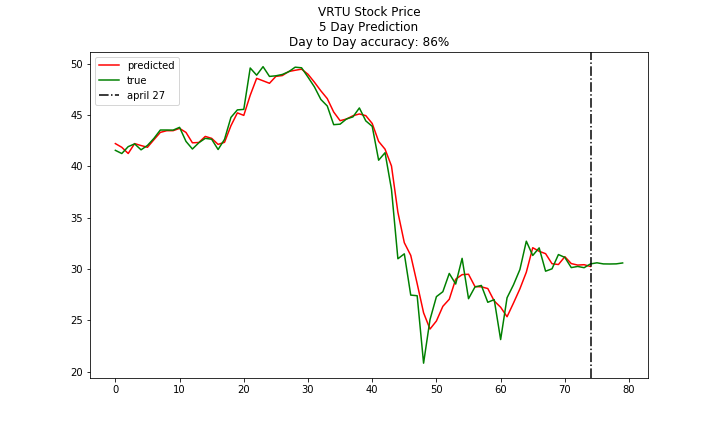 VRTU Stock Price
5 Day Prediction
Day to Day accuracy: 86%
predicted
true
april 27
50
45
40
35
30
25
20
0 10 20 30 40 50 60 70 80